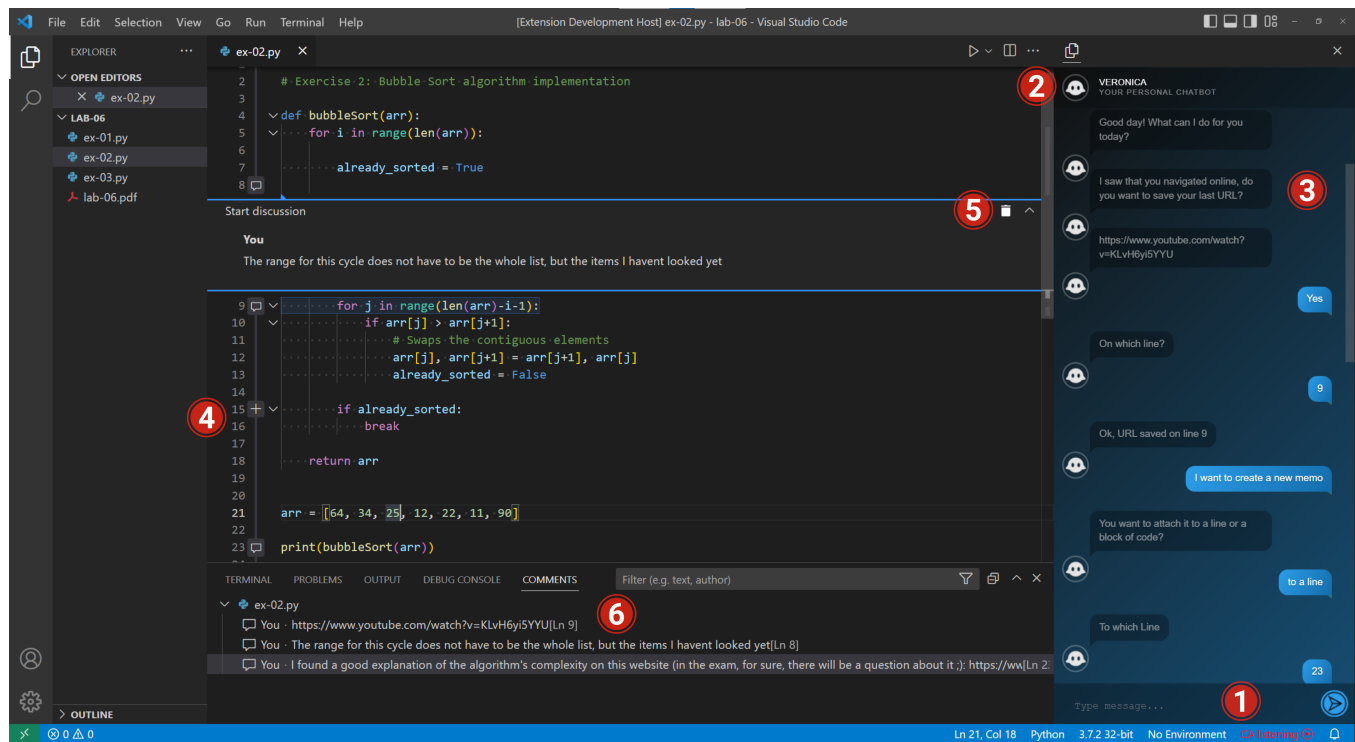 File Edit Selection View Go Run Terminal Help
[Extension Development Host] ex-02.py - lab-06 - Visual Studio Code
EXPLORER
OPEN EDITORS
ex-02.py
LAB-06
ex-01.py
ex-02.py
ex-03.py
lab-06.pdf
OUTLINE
ex-02.py
2 # Exercise 2: Bubble Sort algorithm implementation
3
4 def bubbleSort(arr):
5 for i in range(len(arr)):
6
7 already_sorted = True
8
Start discussion
5
You
The range for this cycle does not have to be the whole list, but the items I havent looked yet
9 for j in range(len(arr)-i-1):
10 if arr[j] > arr[j+1]:
11 # Swaps the contiguous elements
12 arr[j], arr[j+1] = arr[j+1], arr[j]
13 already_sorted = False
14
4
15 if already_sorted:
16 break
17
18 return arr
19
20
21 arr = [64, 34, 25, 12, 22, 11, 90]
22
23 print(bubbleSort(arr))
TERMINAL PROBLEMS OUTPUT DEBUG CONSOLE COMMENTS
Filter (e.g. text, author)
ex-02.py
6
You · https://www.youtube.com/watch?v=KLvH6yi5YYU[Ln 9]
You · The range for this cycle does not have to be the whole list, but the items I havent looked yet[Ln 8]
You · I found a good explanation of the algorithm's complexity on this website (in the exam, for sure, there will be a question about it ;): https://ww[Ln 2
2
VERONICA
YOUR PERSONAL CHATBOT
Good day! What can I do for you
today?
3
I saw that you navigated online, do
you want to save your last URL?
https://www.youtube.com/watch?
v=KLvH6yi5YYU
Yes
On which line?
9
Ok, URL saved on line 9
I want to create a new memo
You want to attach it to a line or a
block of code?
to a line
To which Line
23
1
Type message...
0 0
Ln 21, Col 18 Python 3.7.2 32-bit No Environment CA listening